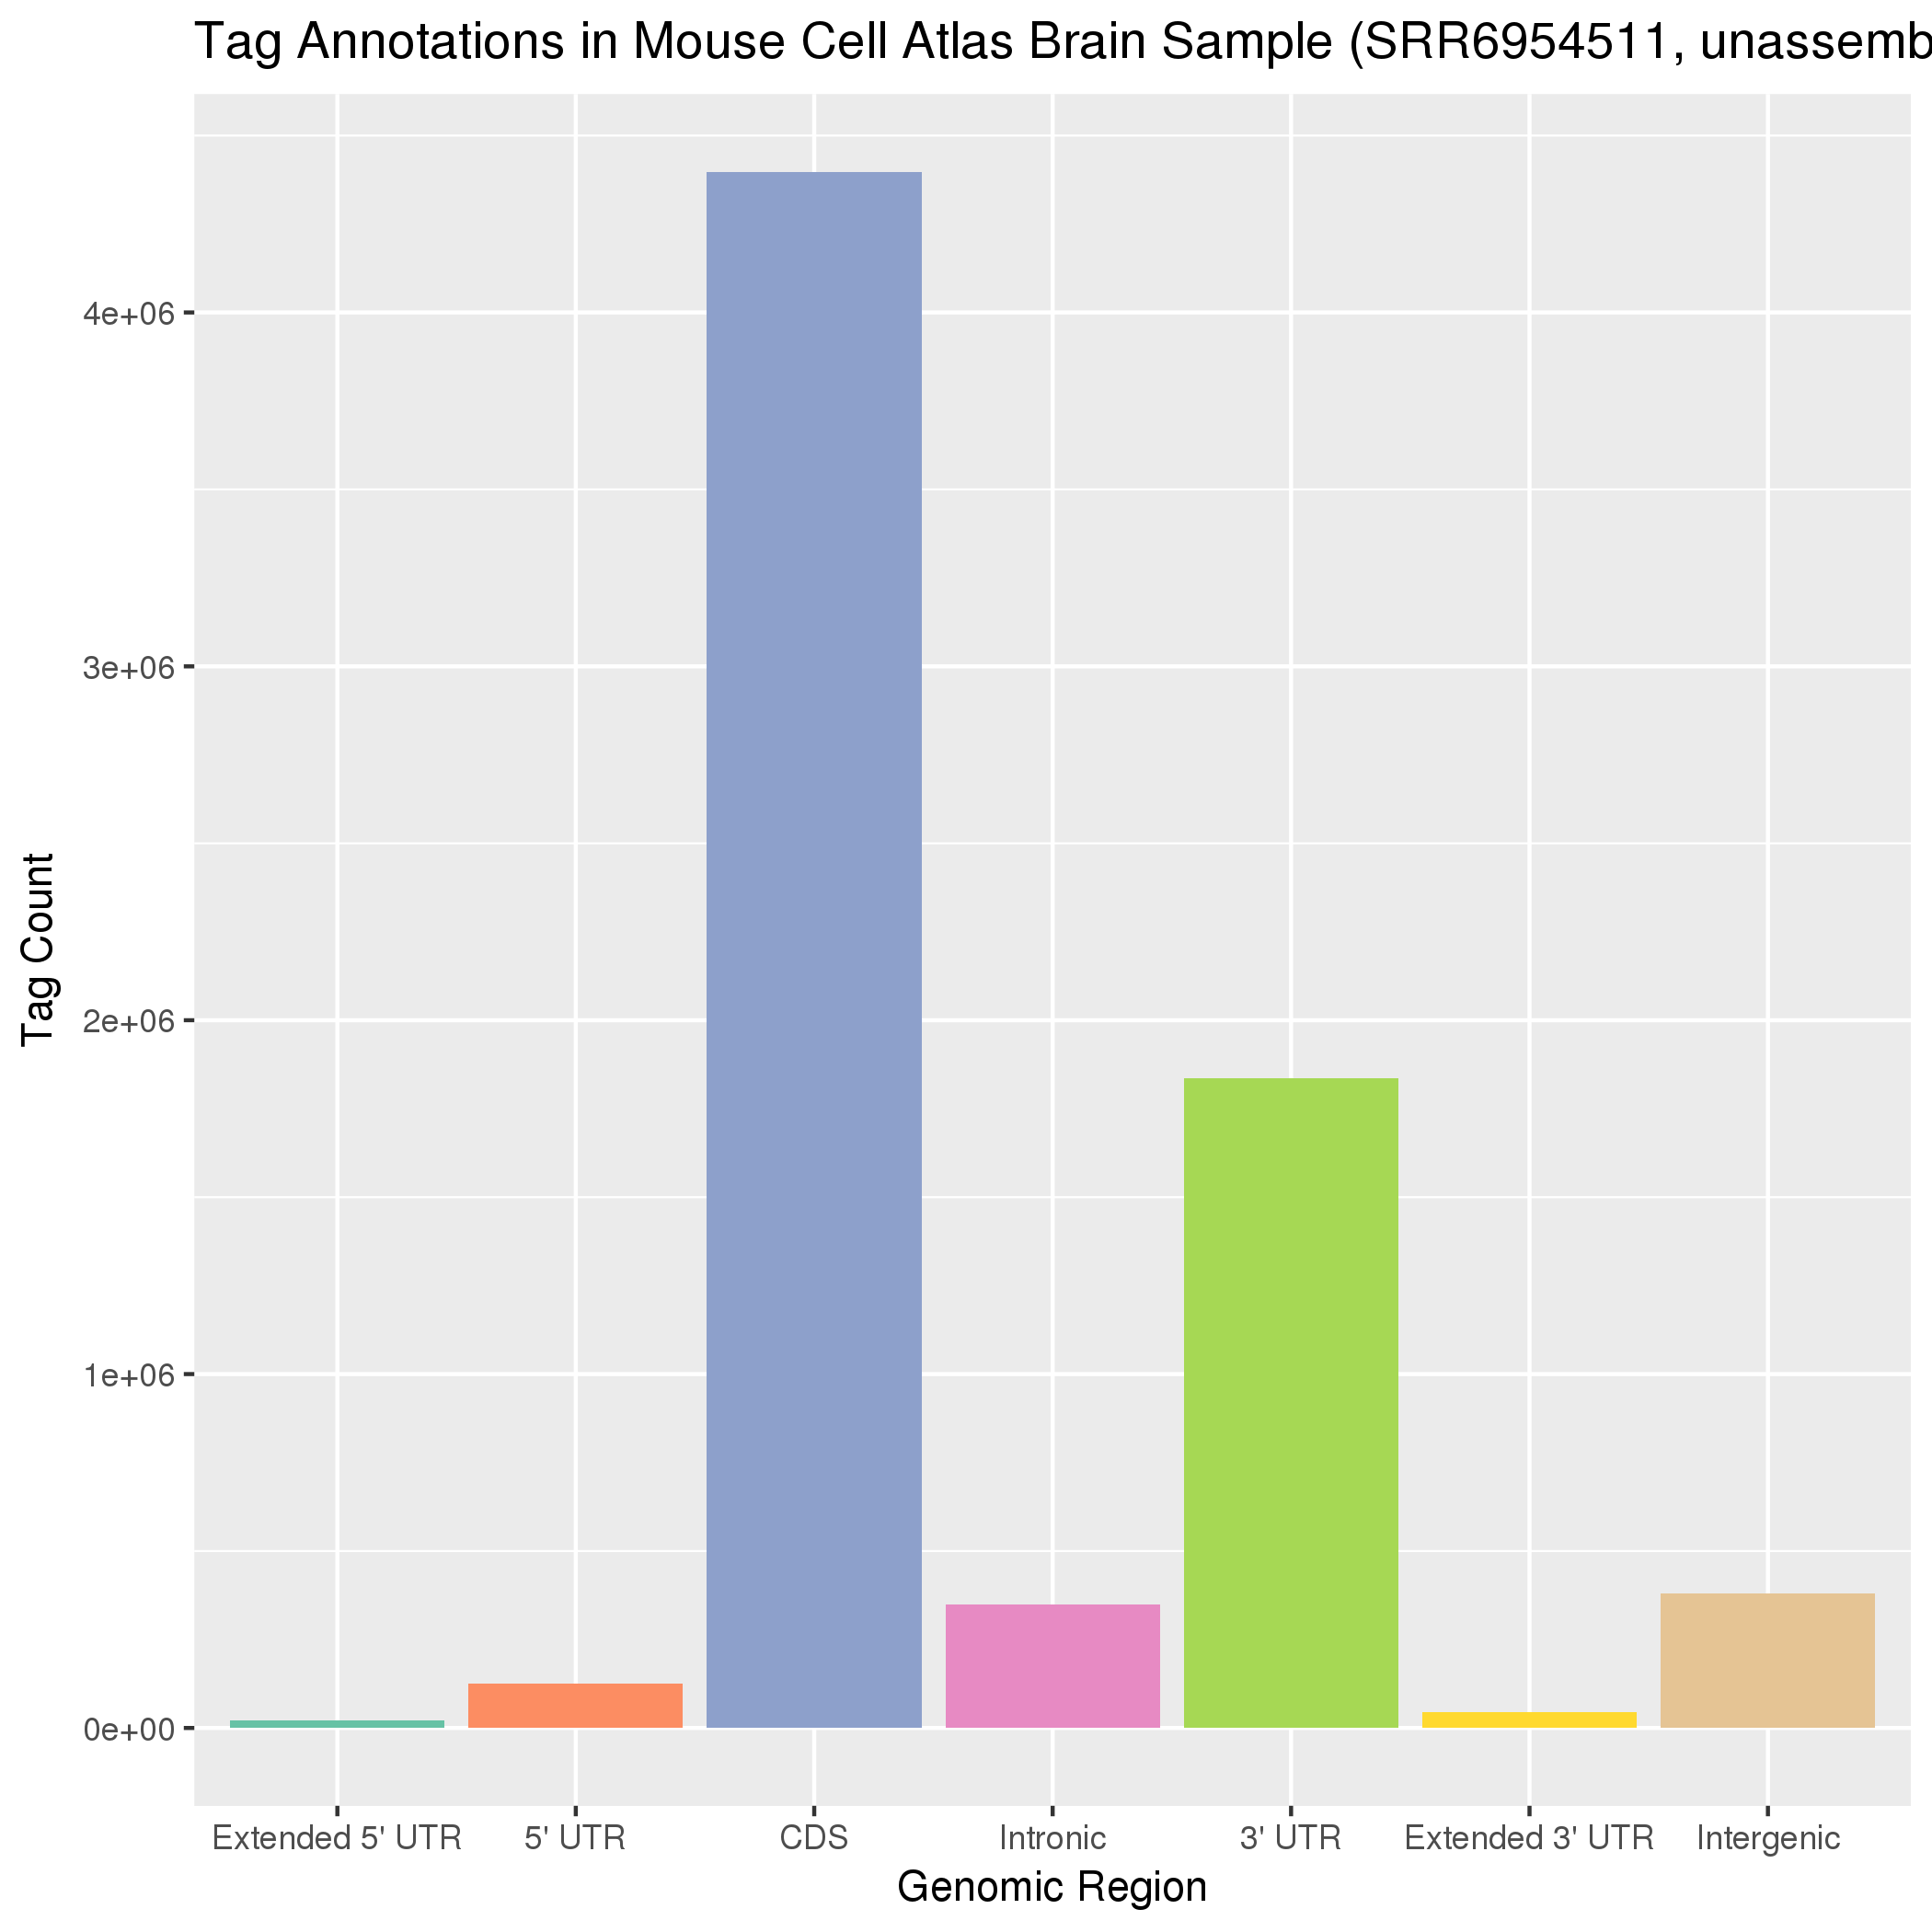 Tag Annotations in Mouse Cell Atlas Brain Sample (SRR6954511, unassemb
4e+06
3e+06
2e+06
1e+06
0e+00
Tag Count
Extended 5' UTR 5' UTR CDS Intronic 3' UTR Extended 3' UTR Intergenic
Genomic Region